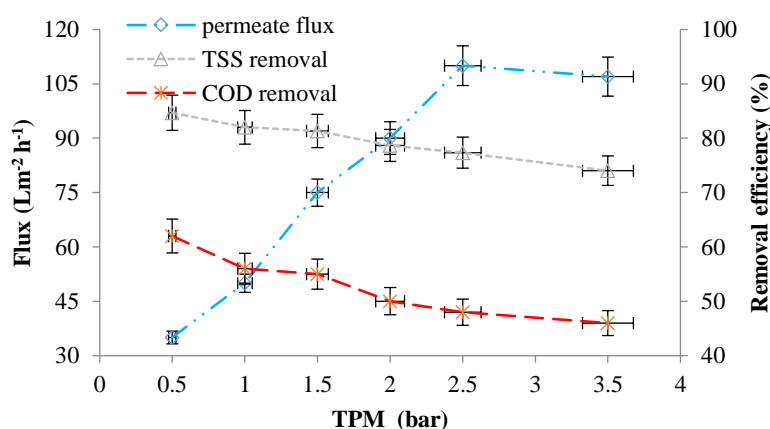 permeate flux
TSS removal
COD removal
Flux (Lm-2 h-1)
120
105
90
75
60
45
30
100
90
80
70
60
50
40
Removal efficiency (%)
0 0.5 1 1.5 2 2.5 3 3.5 4
TPM (bar)